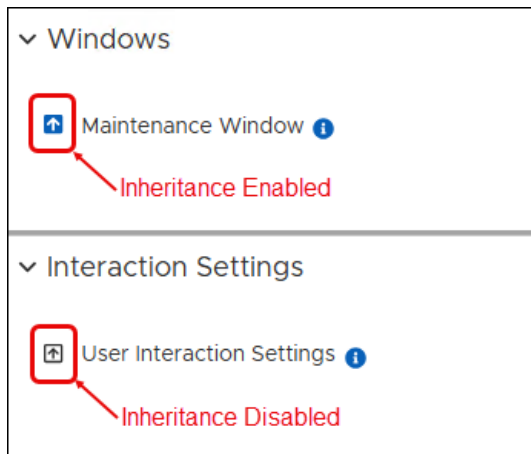 Windows
Maintenance Window
Inheritance Enabled
Interaction Settings
User Interaction Settings
Inheritance Disabled